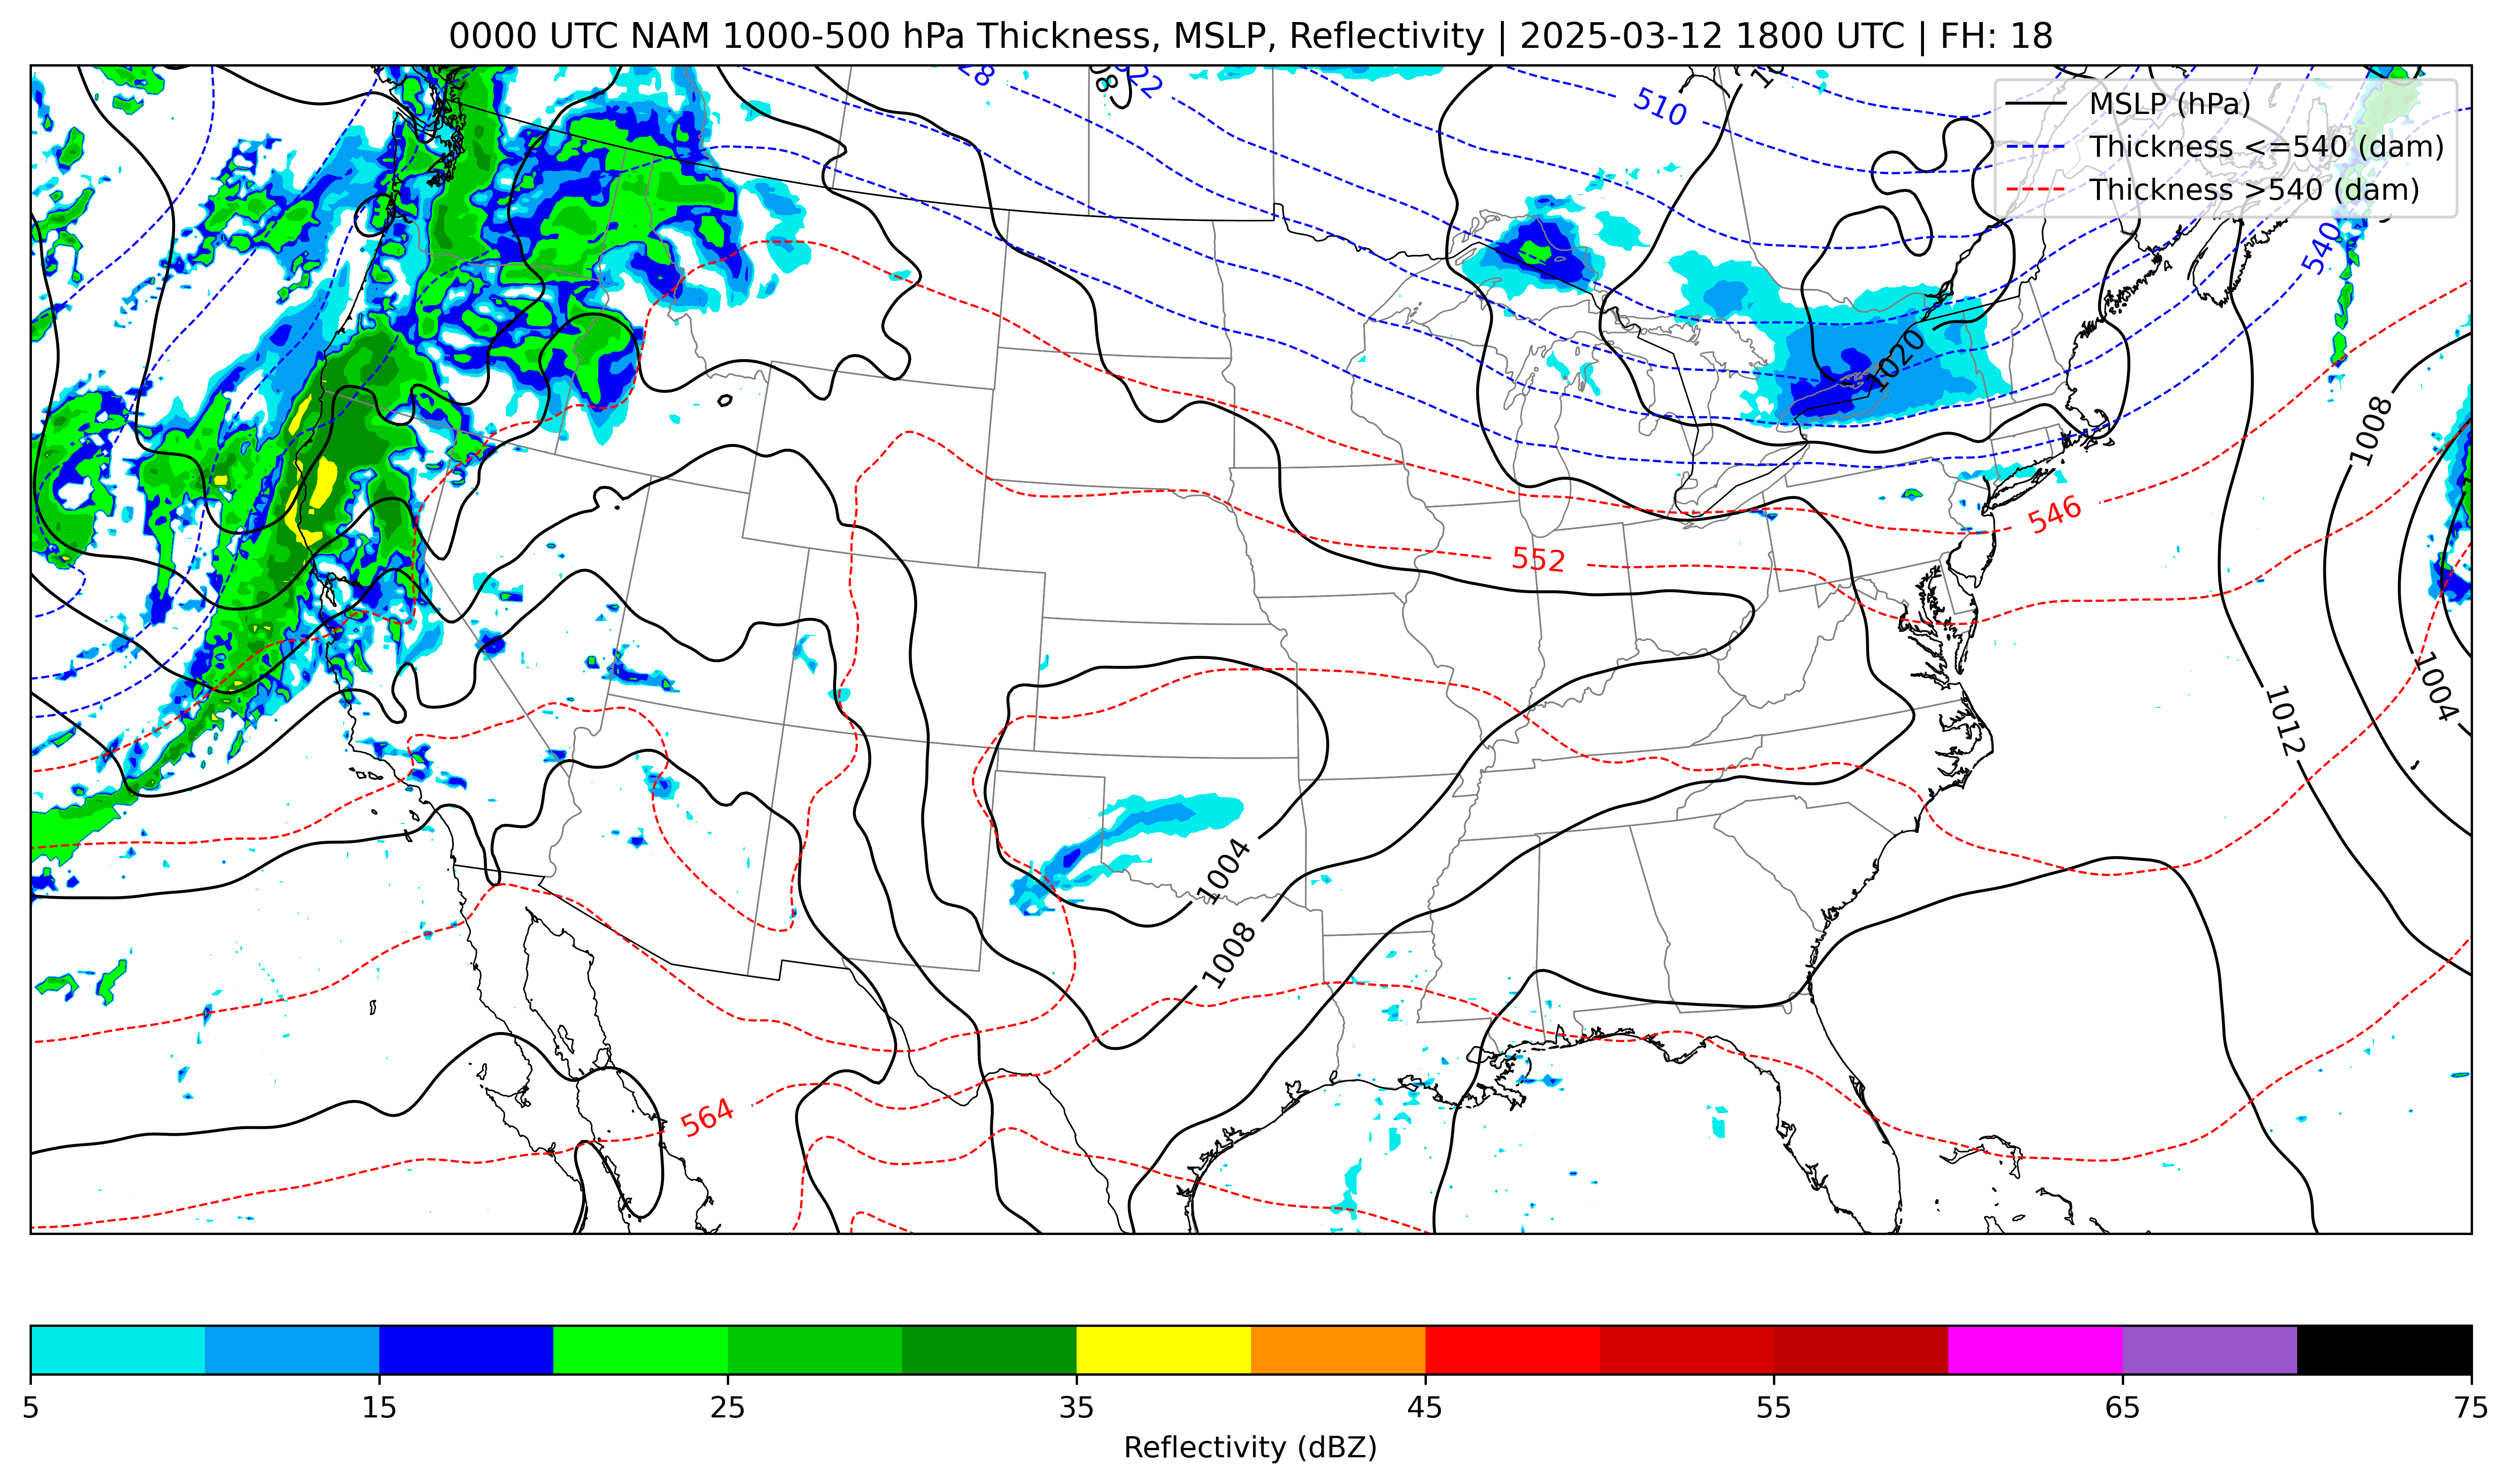 0000 UTC NAM 1000-500 hPa Thickness, MSLP, Reflectivity | 2025-03-12 1800 UTC | FH: 18
MSLP (hPa)
Thickness <=540 (dam)
Thickness >540 (dam)
510
540
1020
1008
546
552
1004
1012
1004
1008
564
5 15 25 35 45 55 65 75
Reflectivity (dBZ)